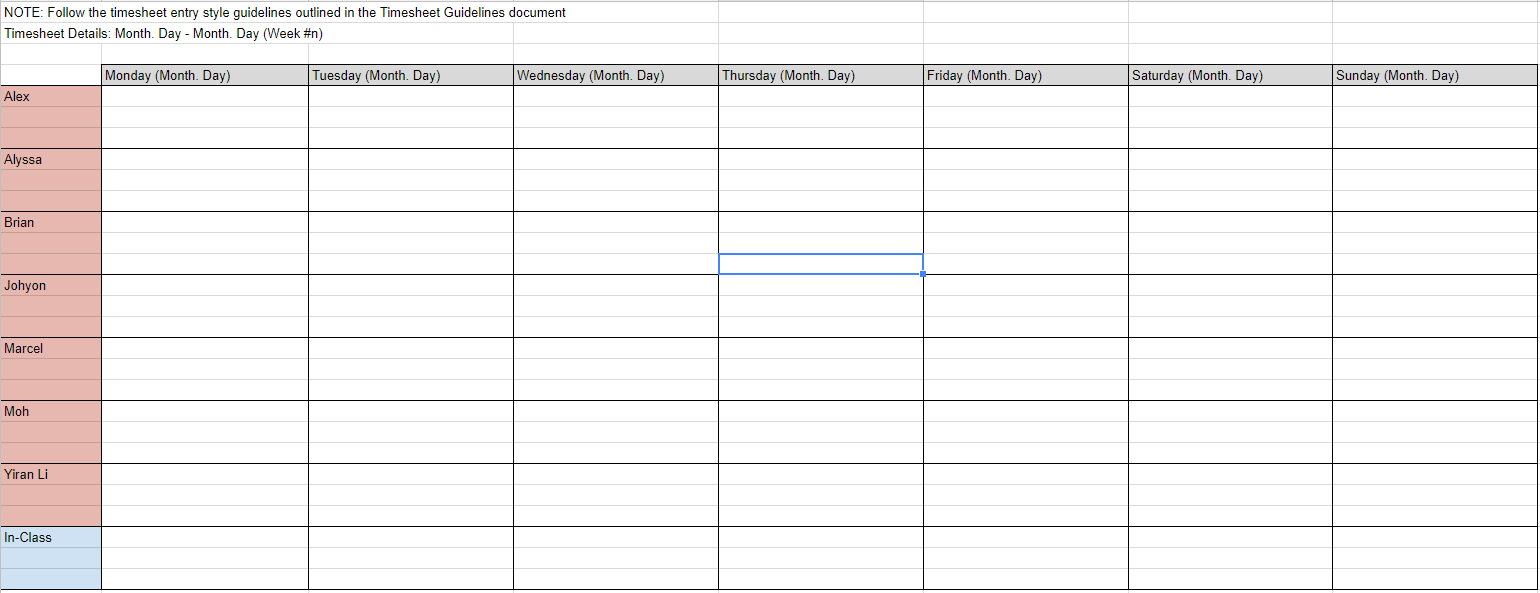 NOTE: Follow the timesheet entry style guidelines outlined in the Timesheet Guidelines document
Timesheet Details: Month. Day - Month. Day (Week #n)
Monday (Month. Day) Tuesday (Month. Day) Wednesday (Month. Day) Thursday (Month. Day) Friday (Month. Day) Saturday (Month. Day) Sunday (Month. Day)
Alex
Alyssa
Brian
Johyon
Marcel
Moh
Yiran Li
In-Class